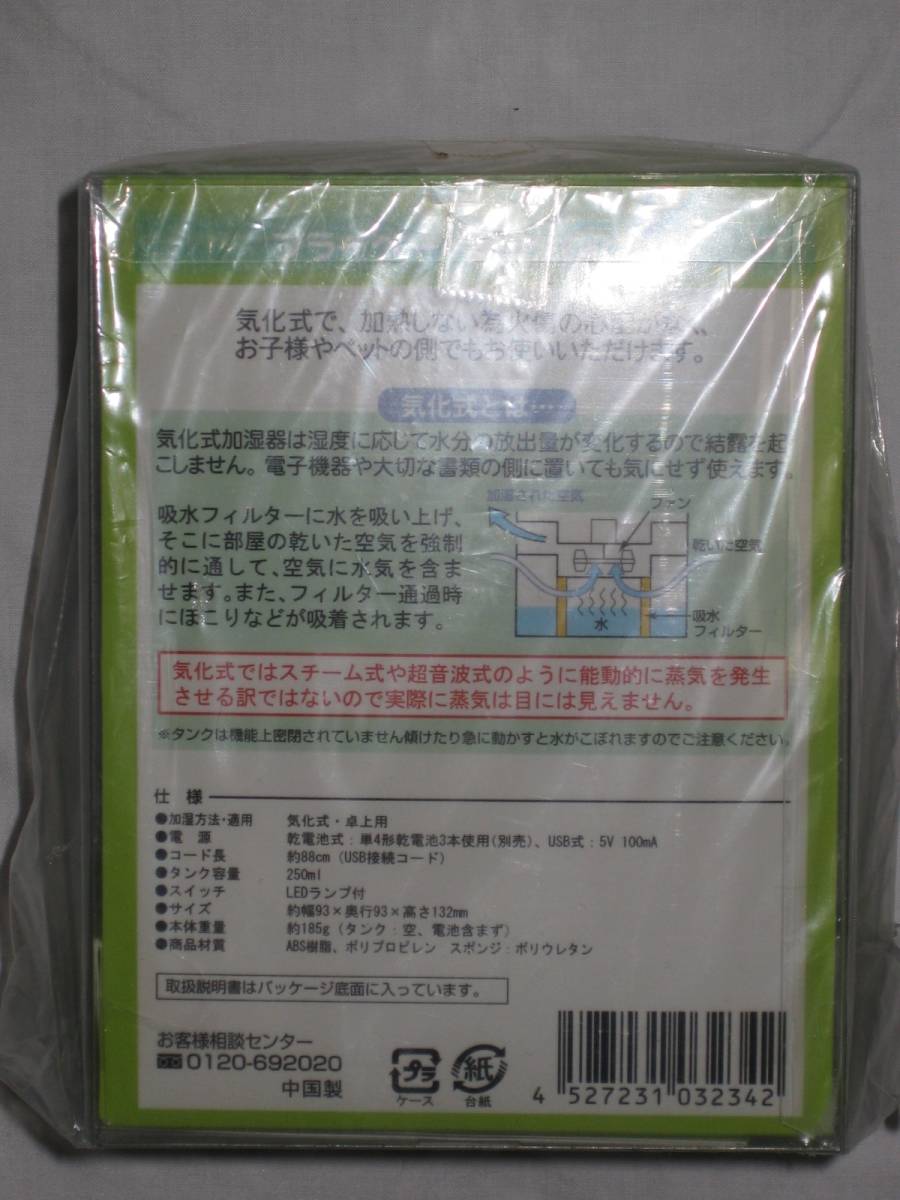 気化式で、加熱しない為火傷の心配がなく
お子様やペットの側でもお使いいただけます。
気化式とは……
気化式加湿器は湿度に応じて水分の放出量が変化するので結露を起
こしません。電子機器や大切な書類の側に置いても気にせず使えます。
加湿された空気
ファン
吸水フィルターに水を吸い上げ、
そこに部屋の乾いた空気を強制
的に通して、空気に水気を含ま
せます。また、フィルター通過時
にほこりなどが吸着されます。
乾いた空気
水
吸水
フィルター
気化式ではスチーム式や超音波式のように能動的に蒸気を発生
させる訳ではないので実際に蒸気は目には見えません。
※タンクは機能上密閉されていません傾けたり急に動かすと水がこぼれますのでご注意ください。
仕様
●加湿方法・適用 気化式・卓上用
●電源 乾電池式：単4形乾電池3本使用(別売)、USB式：5V 100mA
●コード長 約88cm (USB接続コード)
●タンク容量 250ml
●スイッチ LEDランプ付
●サイズ 約幅93×奥行93×高さ132mm
●本体重量 約185g (タンク：空、電池含まず)
●商品材質 ABS樹脂、ポリプロピレン スポンジ：ポリウレタン
取扱説明書はパッケージ底面に入っています。
お客様相談センター
0120-692020
中国製
プラ
ケース
紙
台紙
4 527231 032342